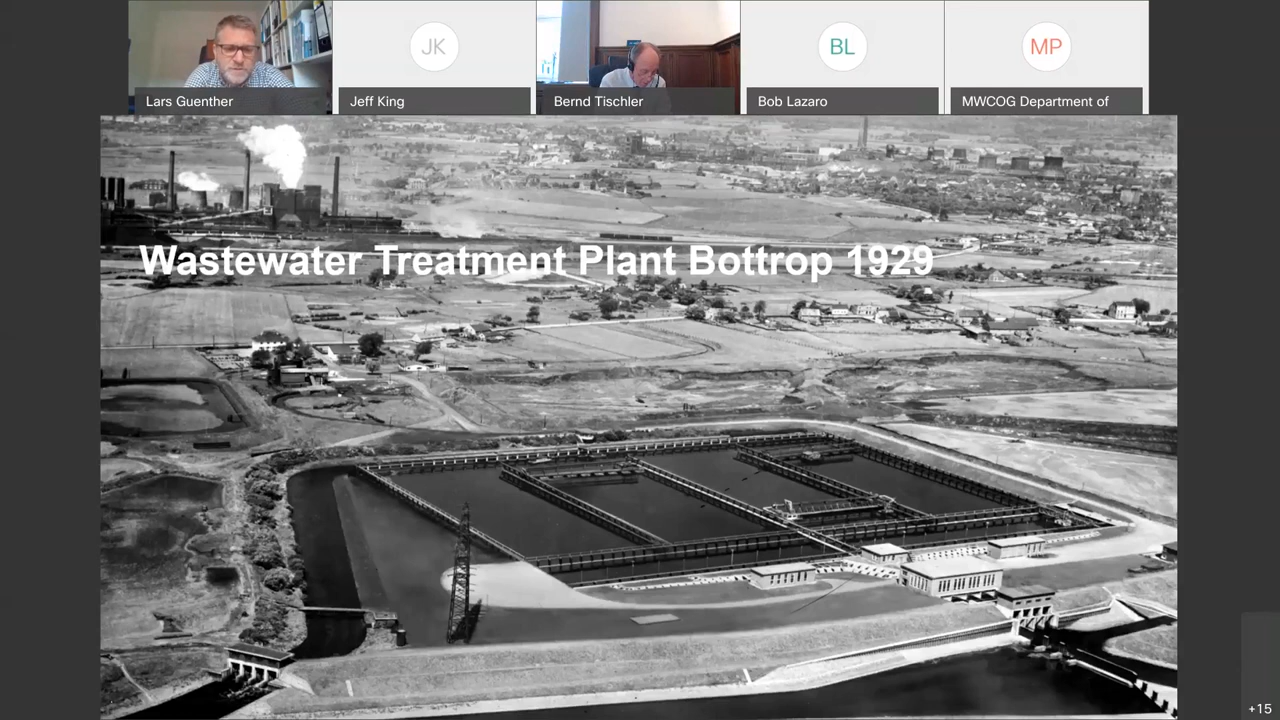 JK
BL
MP
Lars Guenther
Jeff King
Bernd Tischler
Bob Lazaro
MWCOG Department of
Wastewater Treatment Plant Bottrop 1929
+15